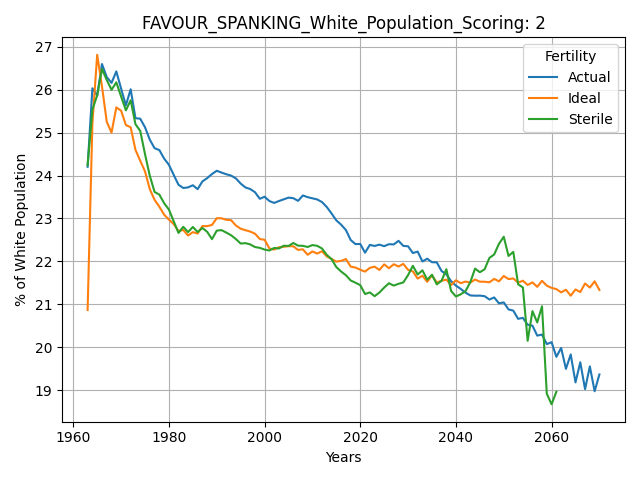 FAVOUR_SPANKING_White_Population_Scoring: 2
27
26
25
24
23
22
21
20
19
% of White Population
Fertility
Actual
Ideal
Sterile
1960 1980 2000 2020 2040 2060
Years